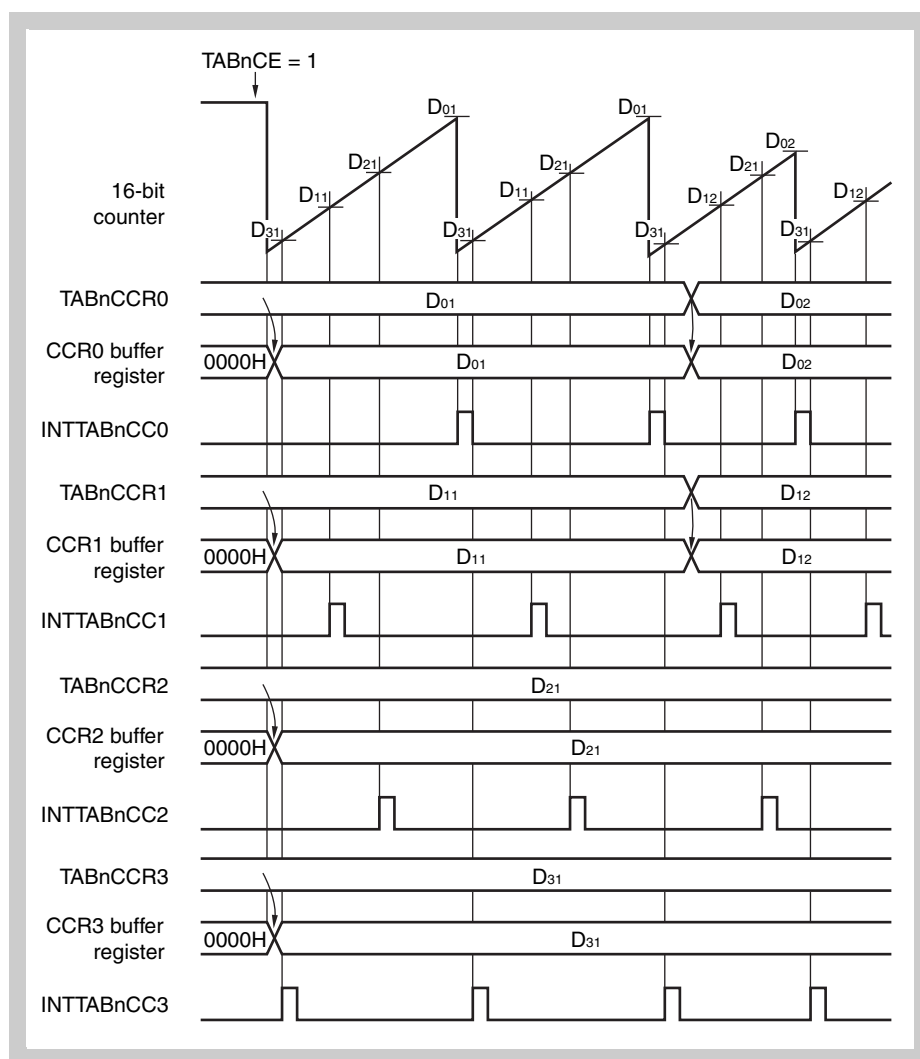 TABnCE = 1
D01 D01
D02
D21 D21 D21
16-bit
counter
D11 D11 D12 D12
D31 D31 D31 D31
TABnCCR0 D01 D02
CCR0 buffer
register
0000H D01 D02
INTTABnCC0
TABnCCR1 D11 D12
CCR1 buffer
register
0000H D11 D12
INTTABnCC1
TABnCCR2 D21
CCR2 buffer
register
0000H D21
INTTABnCC2
TABnCCR3 D31
CCR3 buffer
register
0000H D31
INTTABnCC3